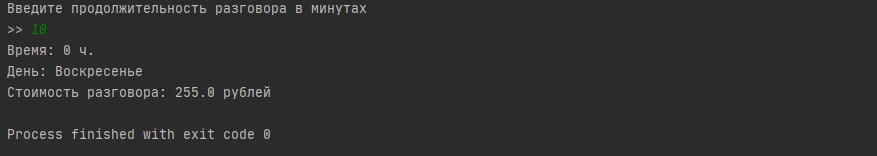 Введите продолжительность разговора в минутах
>> 10
Время: 0 ч.
День: Воскресенье
Стоимость разговора: 255.0 рублей
Process finished with exit code 0